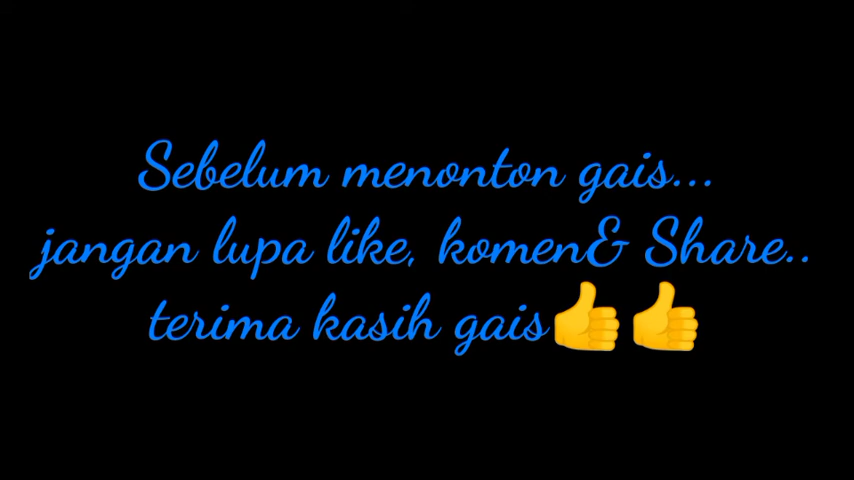 Sebelum menonton gais...
jangan lupa like, komen& Share..
terima kasih gais👍👍